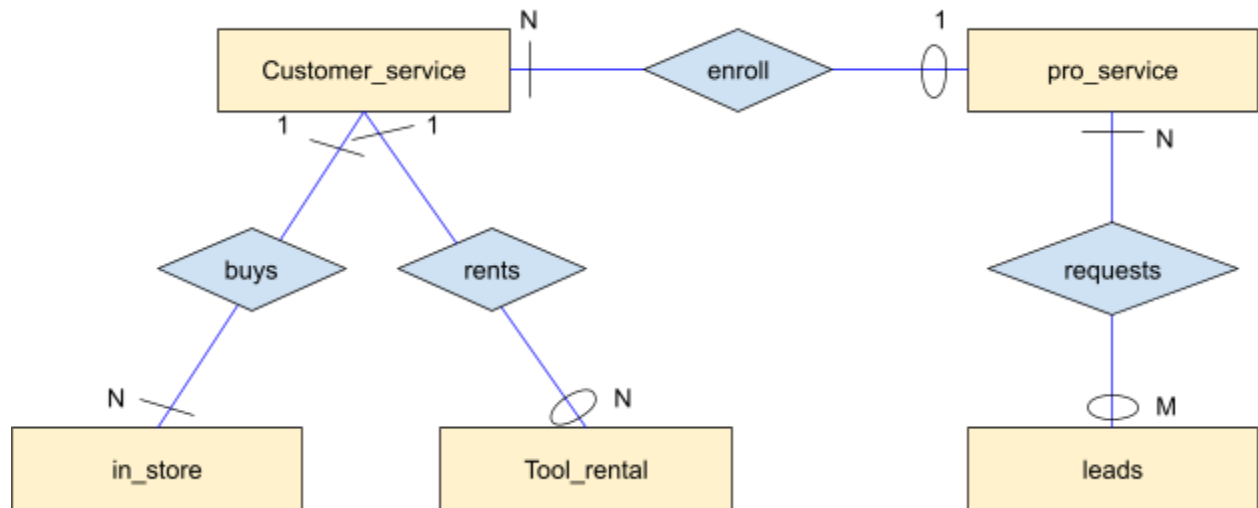 N
1
Customer_service
enroll
pro_service
1
1
N
buys
rents
requests
N
N
M
in_store
Tool_rental
leads